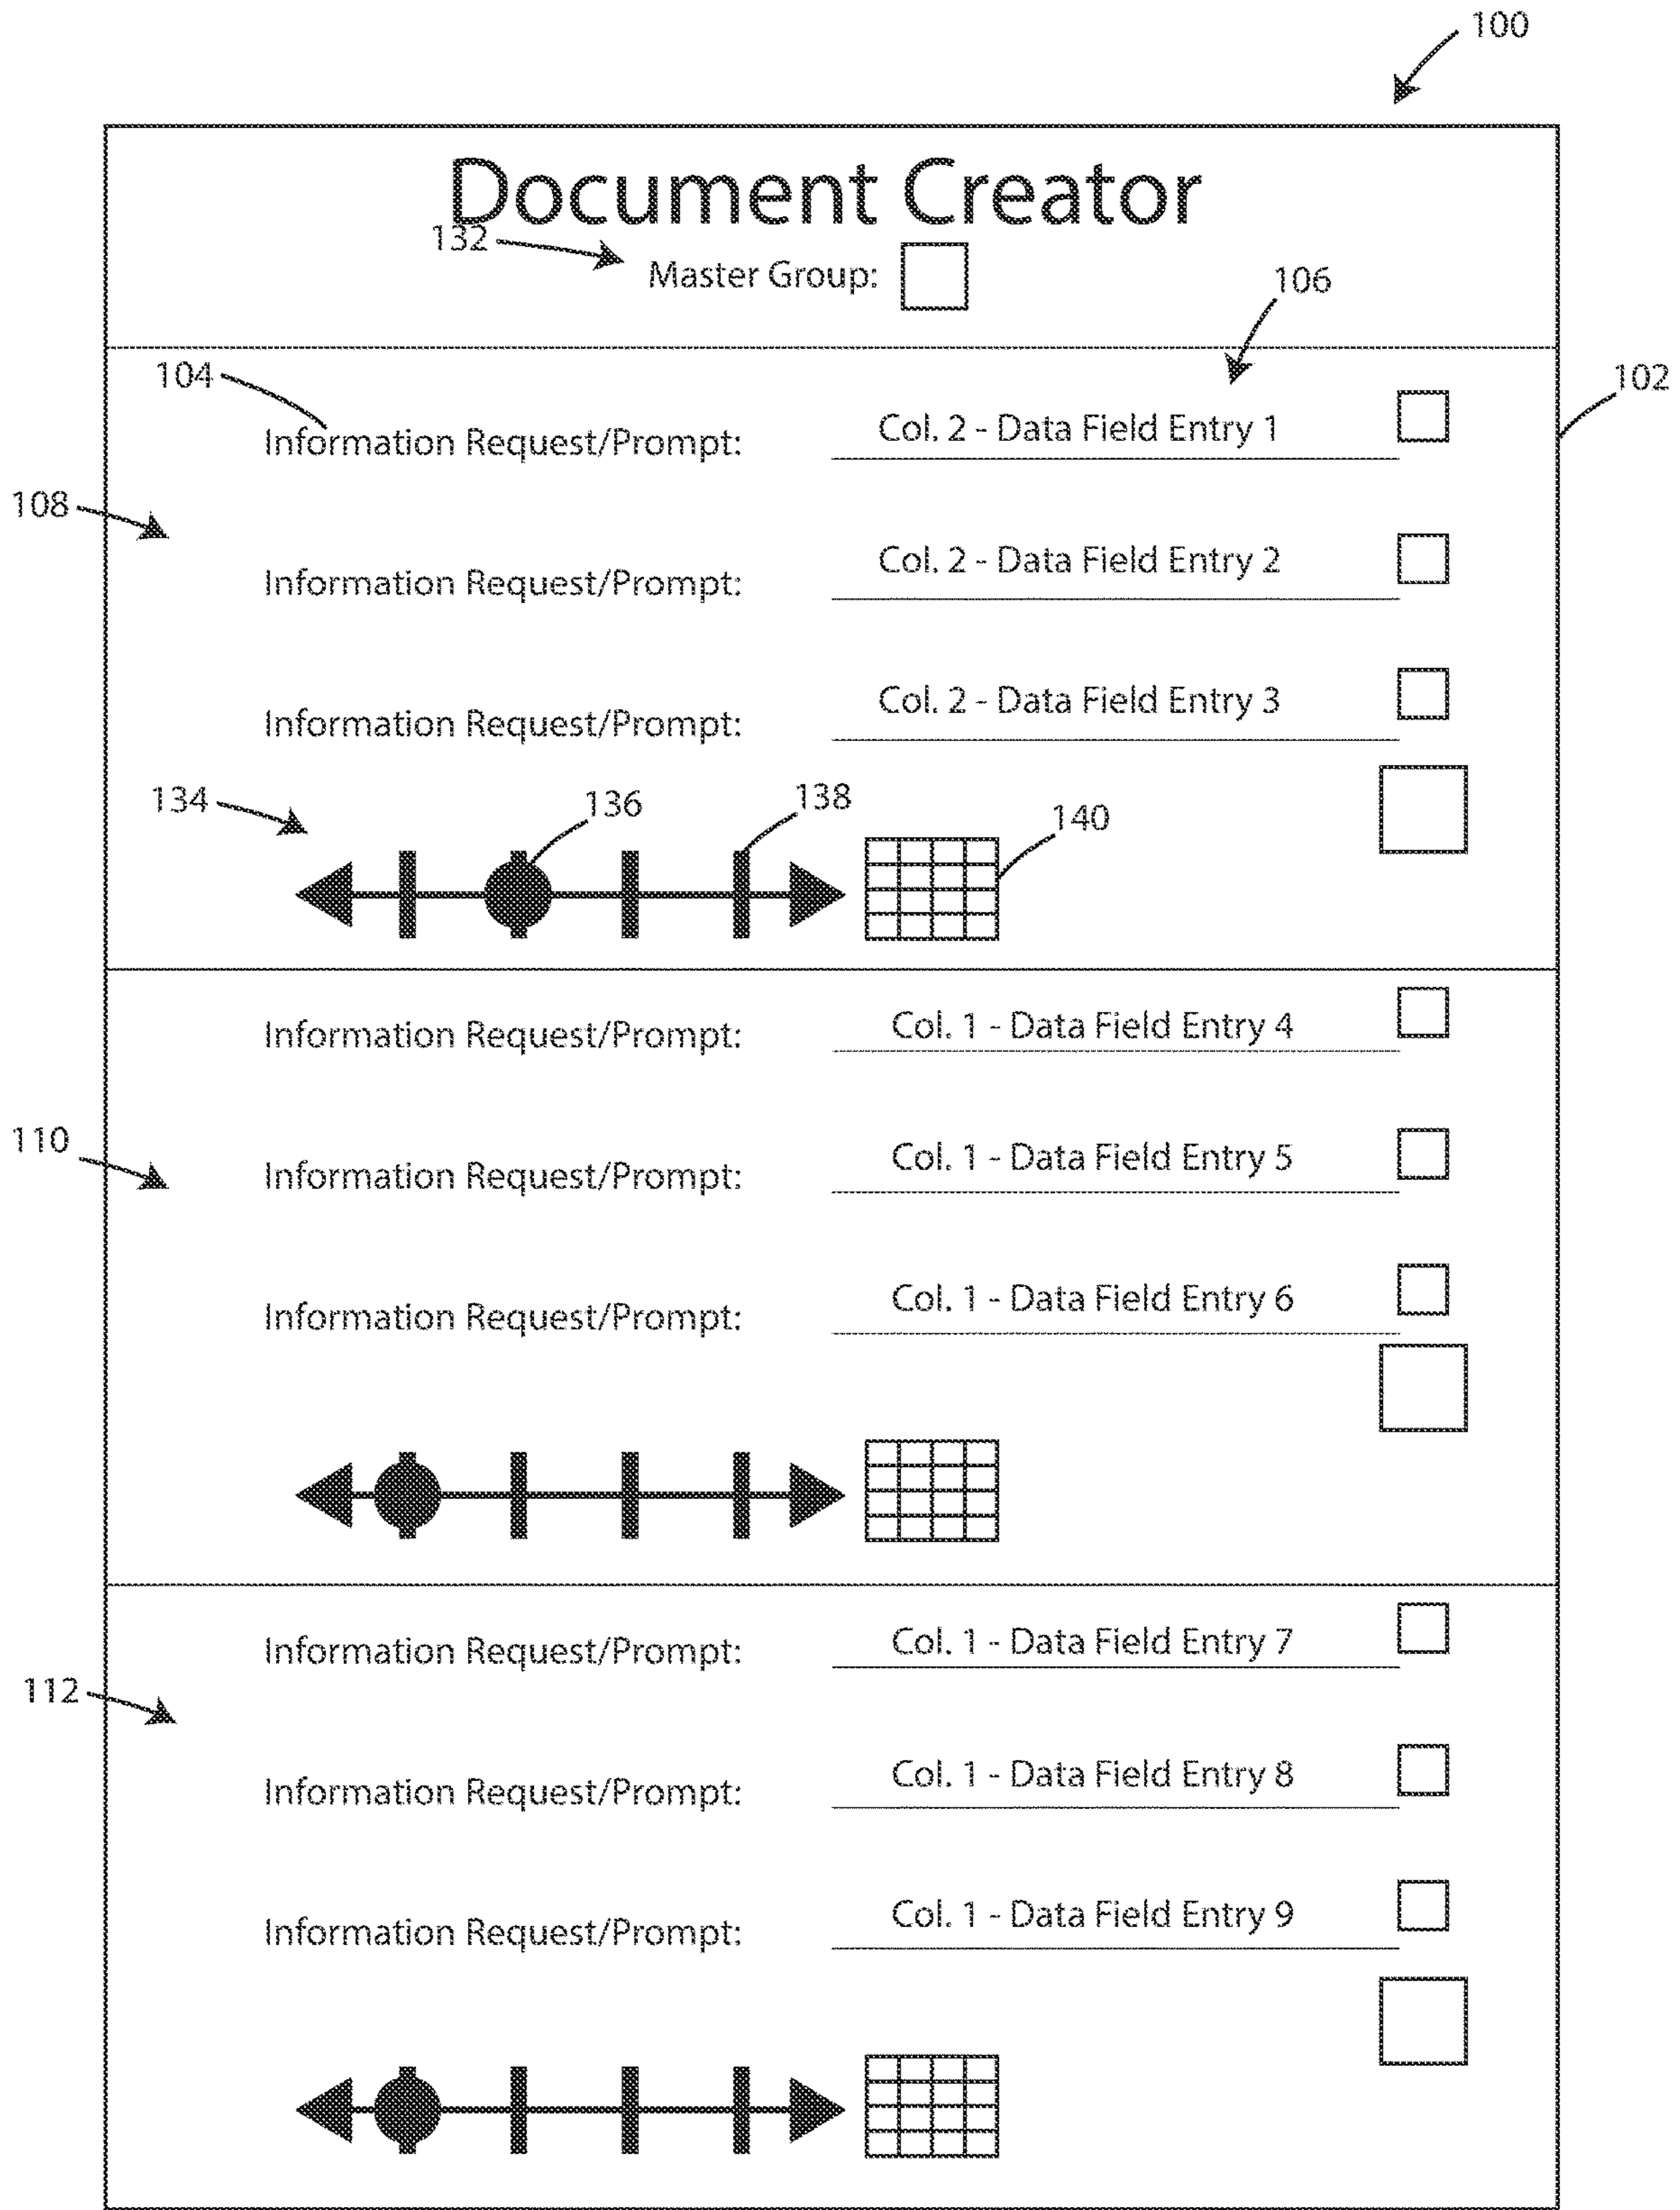 100
Document Creator
132
Master Group:
106
104
102
Information Request/Prompt: Col. 2 - Data Field Entry 1
108
Information Request/Prompt: Col. 2 - Data Field Entry 2
Information Request/Prompt: Col. 2 - Data Field Entry 3
134 136 138 140
Information Request/Prompt: Col. 1 - Data Field Entry 4
110
Information Request/Prompt: Col. 1 - Data Field Entry 5
Information Request/Prompt: Col. 1 - Data Field Entry 6
Information Request/Prompt: Col. 1 - Data Field Entry 7
112
Information Request/Prompt: Col. 1 - Data Field Entry 8
Information Request/Prompt: Col. 1 - Data Field Entry 9